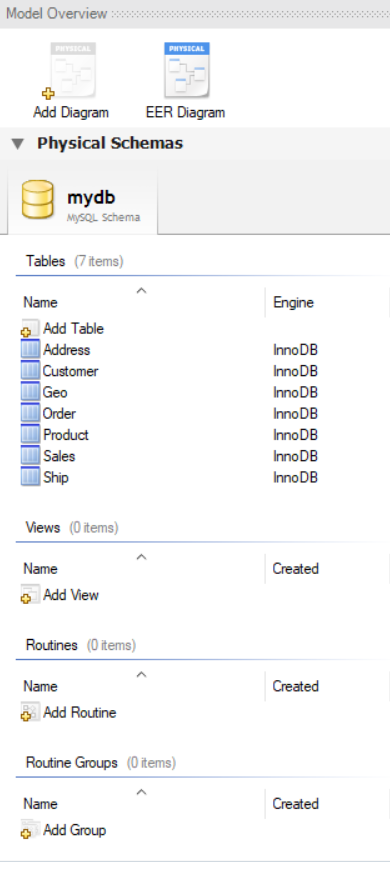 Model Overview
PHYSICAL PHYSICAL
Add Diagram EER Diagram
Physical Schemas
mydb
MySQL Schema
Tables (7 items)
Name Engine
Add Table
Address InnoDB
Customer InnoDB
Geo InnoDB
Order InnoDB
Product InnoDB
Sales InnoDB
Ship InnoDB
Views (0 items)
Name Created
Add View
Routines (0 items)
Name Created
Add Routine
Routine Groups (0 items)
Name Created
Add Group